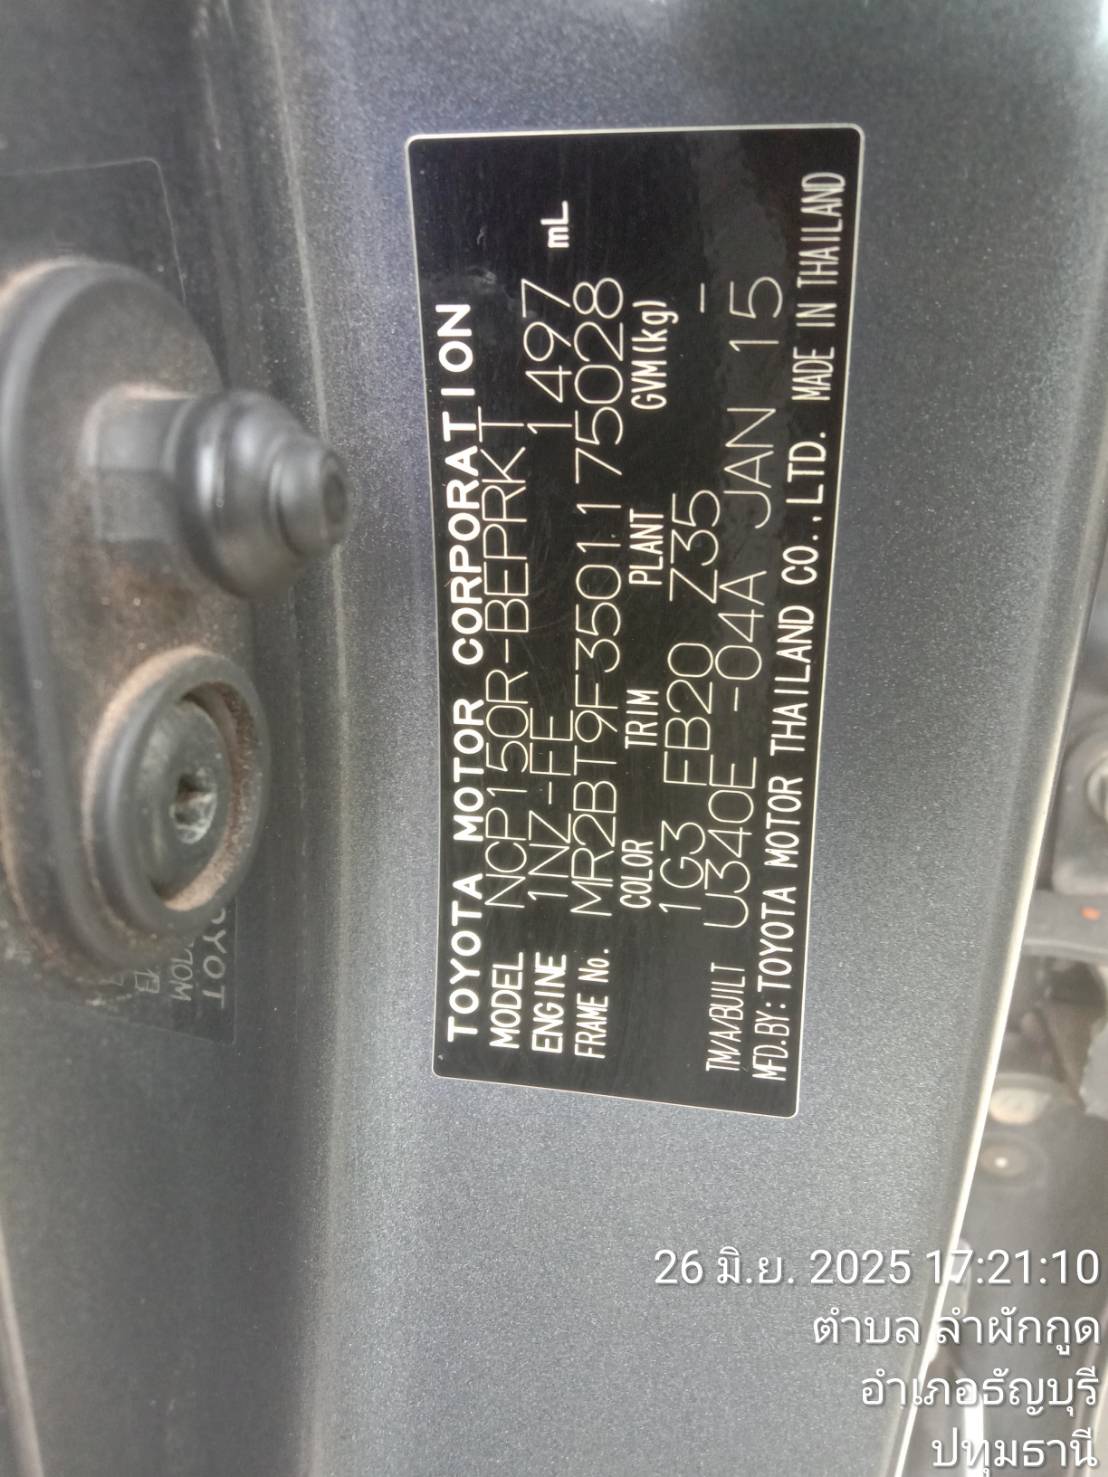 TOYOTA MOTOR CORPORATION
MODEL NCP150R-BEPRKT
ENGINE 1NZ-FE 1497 mL
FRAME No. MR2BT9F3501175028
COLOR TRIM PLANT GVM(kg)
1G3 FB20 Z35 -
TM/A/BUILT U340E -04A JAN 15
MFD.BY: TOYOTA MOTOR THAILAND CO.,LTD. MADE IN THAILAND
26 มิ.ย. 2025 17:21:10
ตำบล ลำผักกูด
อำเภอธัญบุรี
ปทุมธานี